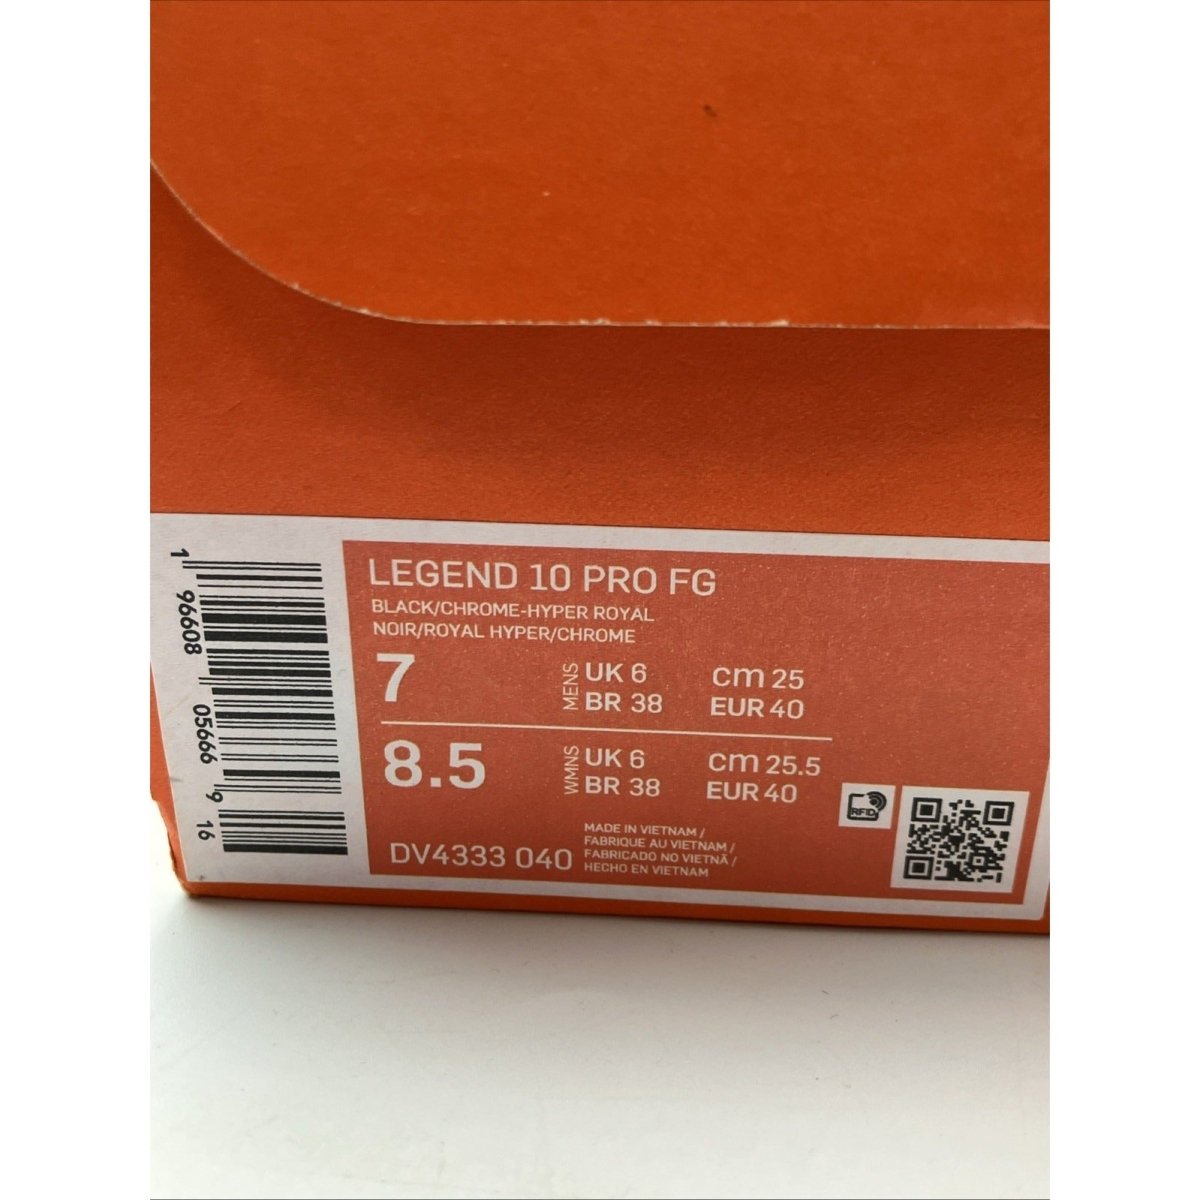 LEGEND 10 PRO FG
BLACK/CHROME-HYPER ROYAL
NOIR/ROYAL HYPER/CHROME
7
MENS
UK 6
BR 38
cm 25
EUR 40
8.5
WMNS
UK 6
BR 38
cm 25.5
EUR 40
DV4333 040
MADE IN VIETNAM /
FABRIQUE AU VIETNAM /
FABRICADO NO VIETNÃ /
HECHO EN VIETNAM
RFID
1 96608 05666 9 16